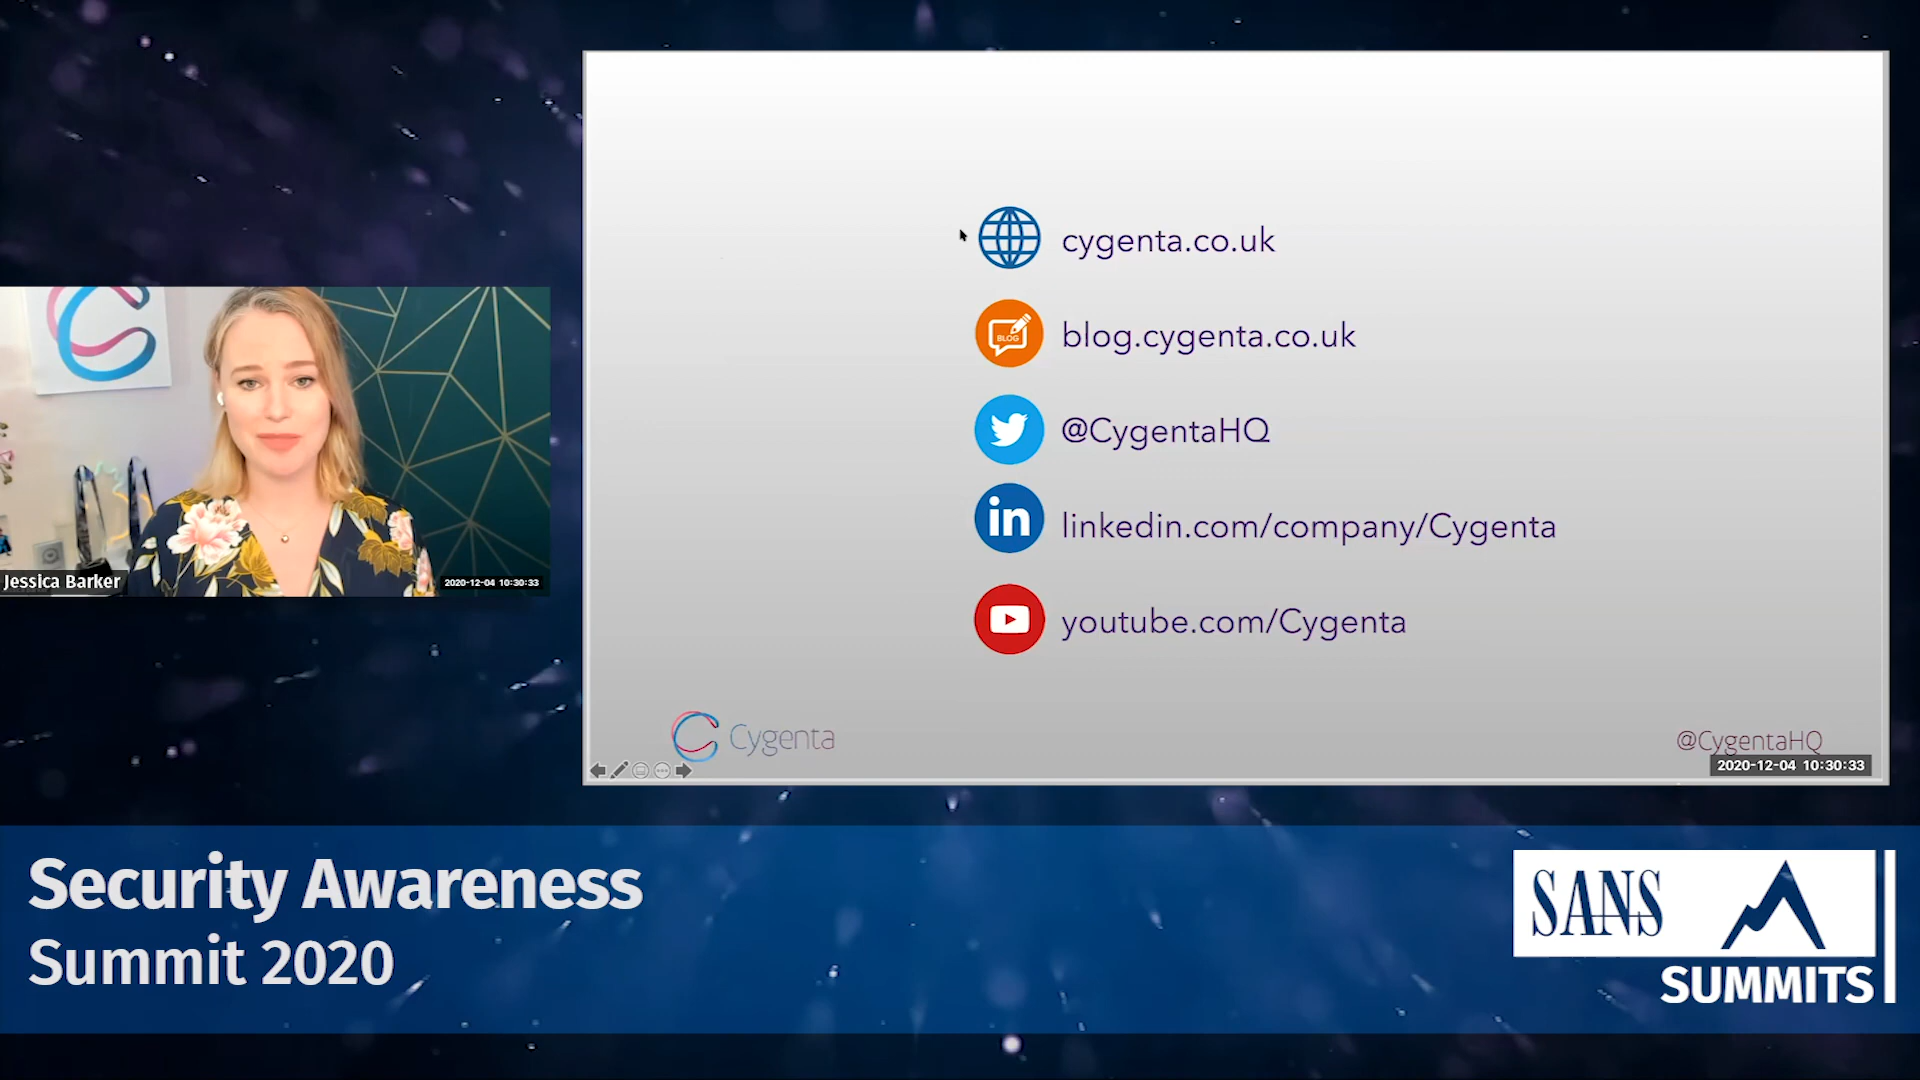 cygenta.co.uk
BLOG
blog.cygenta.co.uk
@CygentaHQ
in
linkedin.com/company/Cygenta
youtube.com/Cygenta
Cygenta
@CygentaHQ
2020-12-04 10:30:33
Jessica Barker
2020-12-04 10:30:33
Security Awareness
Summit 2020
SANS
SUMMITS